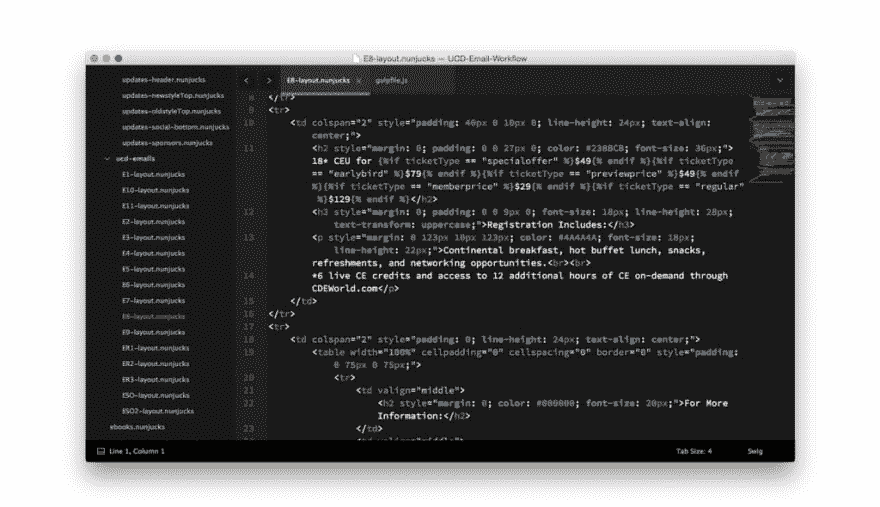 E8-layout.nunjucks — UCD-Email-Workflow
updates-header.nunjucks
updates-newstyleTop.nunjucks
updates-oldstyleTop.nunjucks
updates-social-bottom.nunjucks
updates-sponsors.nunjucks
ucd-emails
E1-layout.nunjucks
E10-layout.nunjucks
E11-layout.nunjucks
E2-layout.nunjucks
E3-layout.nunjucks
E4-layout.nunjucks
E5-layout.nunjucks
E6-layout.nunjucks
E7-layout.nunjucks
E8-layout.nunjucks
E9-layout.nunjucks
ER1-layout.nunjucks
ER2-layout.nunjucks
ER3-layout.nunjucks
ESO-layout.nunjucks
ESO2-layout.nunjucks
ebooks.nunjucks
E8-layout.nunjucks × gulpfile.js
8 </tr>
9 <tr>
10 <td colspan="2" style="padding: 40px 0 10px 0; line-height: 24px; text-align:
center;">
11 <h2 style="margin: 0; padding: 0 0 27px 0; color: #238BCB; font-size: 36px;">
18* CEU for {%if ticketType == "specialoffer" %}$49{% endif %}{%if ticketType
== "earlybird" %}$79{% endif %}{%if ticketType == "previewprice" %}$49{% endif
%}{%if ticketType == "memberprice" %}$29{% endif %}{%if ticketType == "regular"
%}$129{% endif %}</h2>
12 <h3 style="margin: 0; padding: 0 0 9px 0; font-size: 18px; line-height: 28px;
text-transform: uppercase;">Registration Includes:</h3>
13 <p style="margin: 0 123px 10px 123px; color: #4A4A4A; font-size: 18px;
line-height: 22px;">Continental breakfast, hot buffet lunch, snacks,
refreshments, and networking opportunities.<br><br>
14 *6 live CE credits and access to 12 additional hours of CE on-demand through
CDEWorld.com</p>
15 </td>
16 </tr>
17 <tr>
18 <td colspan="2" style="padding: 0; line-height: 24px; text-align: center;">
19 <table width="100%" cellpadding="0" cellspacing="0" border="0" style="padding:
0 75px 0 75px;">
20 <tr>
21 <td valign="middle">
22 <h2 style="margin: 0; color: #000000; font-size: 20px;">For More
Information:</h2>
23 </td>
<td valign="middle">
Line 1, Column 1
Tab Size: 4
Swig